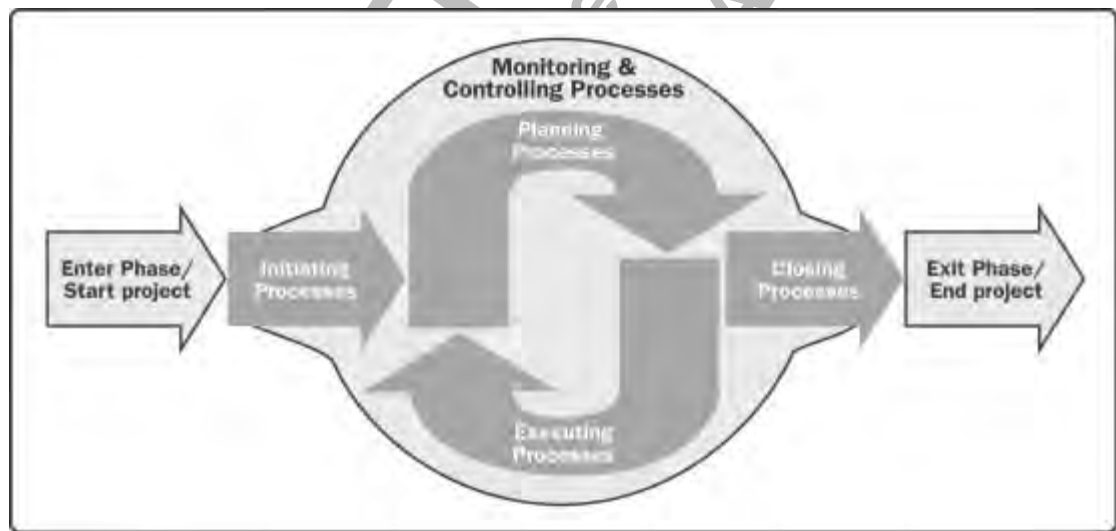 Monitoring &
Controlling Processes
Planning
Processes
Enter Phase/
Start project
Initiating
Processes
Closing
Processes
Exit Phase/
End project
Executing
Processes